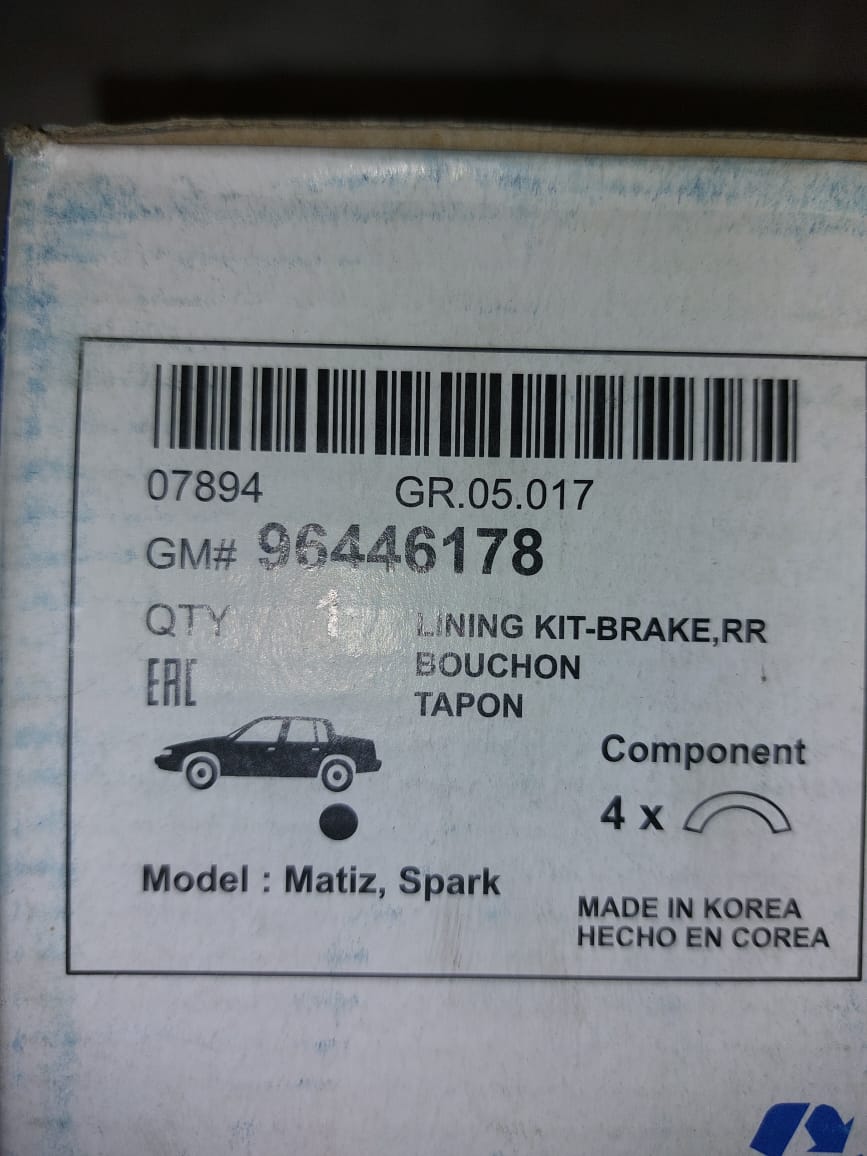 07894 GR.05.017
GM# 96446178
QTY 1 LINING KIT-BRAKE,RR
EAC BOUCHON
TAPON
Component
4 x
Model : Matiz, Spark
MADE IN KOREA
HECHO EN COREA